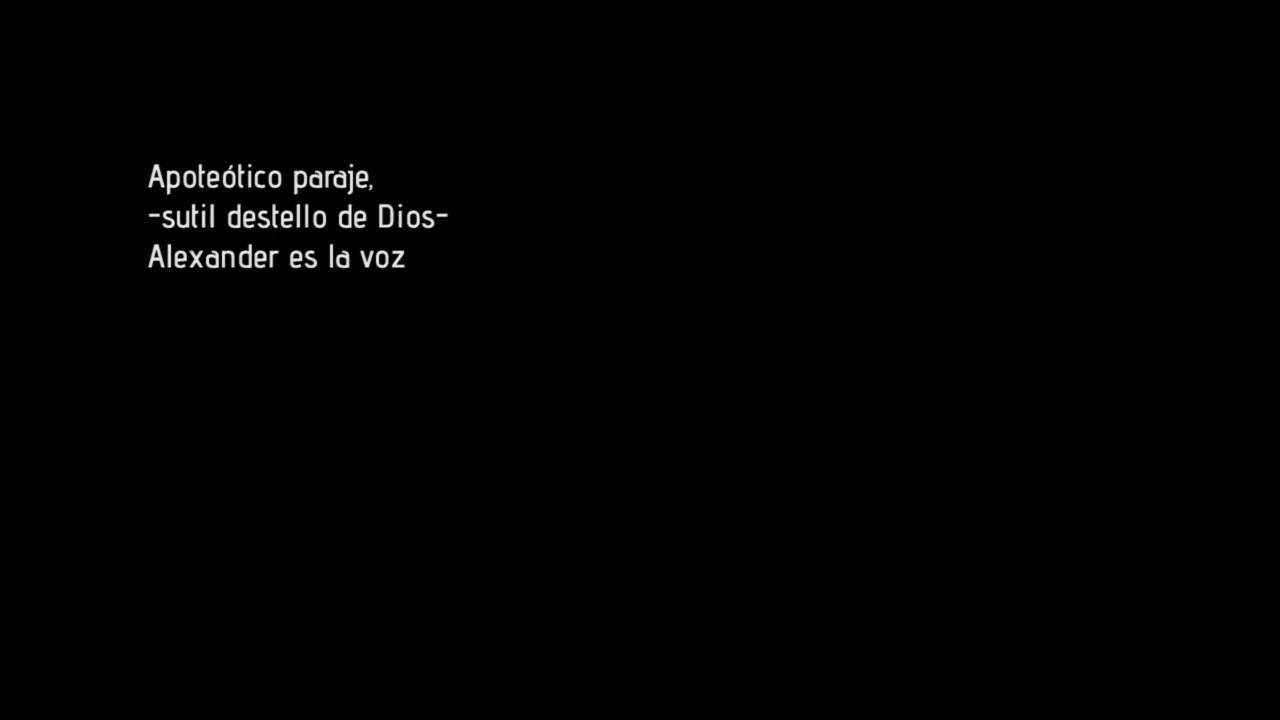 Apoteótico paraje,
-sutil destello de Dios-
Alexander es la voz